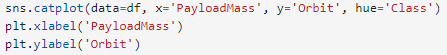 sns.catplot(data=df, x='PayloadMass', y='Orbit', hue='Class')
plt.xlabel('PayloadMass')
plt.ylabel('Orbit')